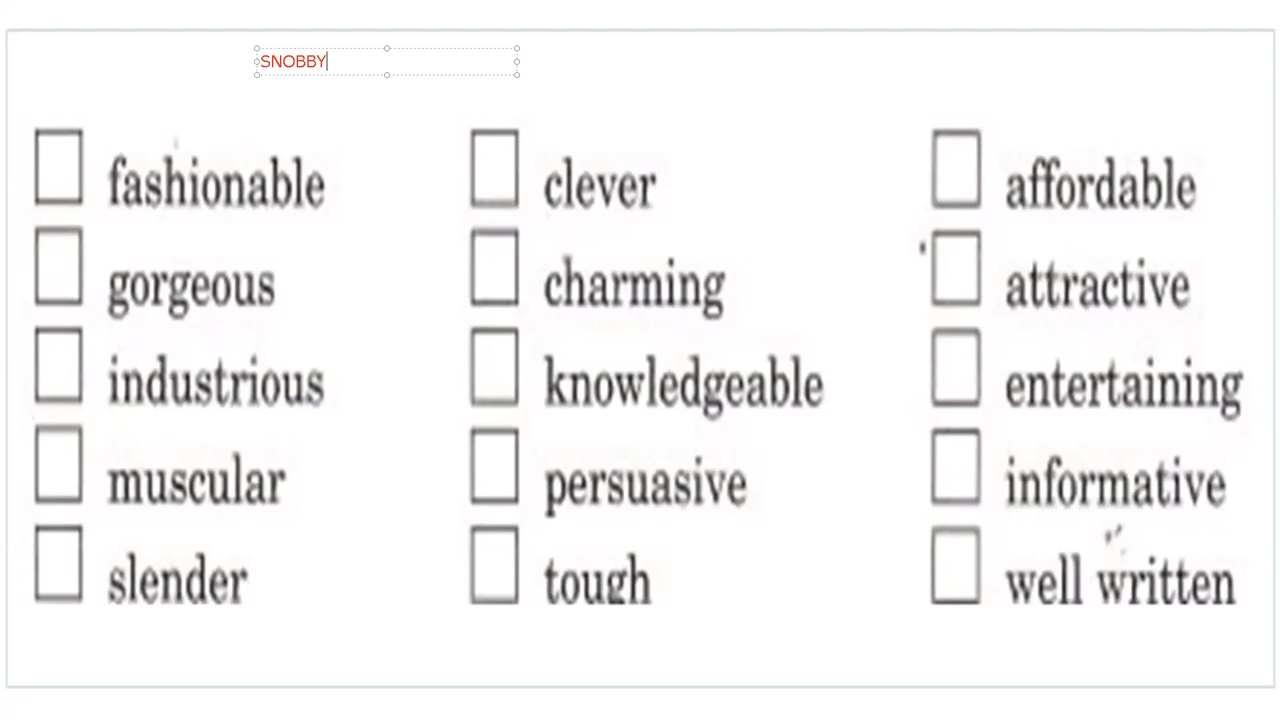 SNOBBY
fashionable
gorgeous
industrious
muscular
slender
clever
charming
knowledgeable
persuasive
tough
affordable
attractive
entertaining
informative
well written